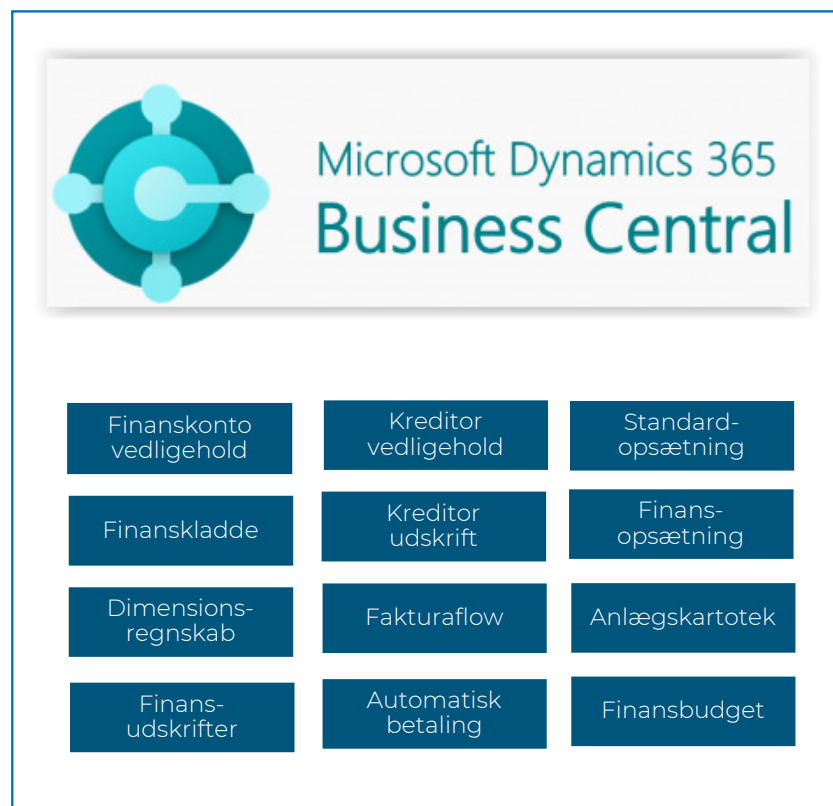 Microsoft Dynamics 365
Business Central
Finanskonto
vedligehold
Kreditor
vedligehold
Standard-
opsætning
Finanskladde
Kreditor
udskrift
Finans-
opsætning
Dimensions-
regnskab
Fakturaflow
Anlægskartotek
Finans-
udskrifter
Automatisk
betaling
Finansbudget